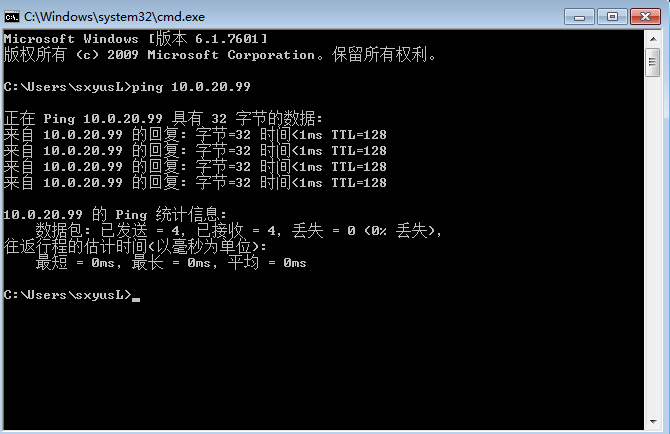 C:\Windows\system32\cmd.exe
Microsoft Windows [版本 6.1.7601]
版权所有 (c) 2009 Microsoft Corporation。保留所有权利。
C:\Users\sxyusL>ping 10.0.20.99
正在 Ping 10.0.20.99 具有 32 字节的数据:
来自 10.0.20.99 的回复: 字节=32 时间<1ms TTL=128
来自 10.0.20.99 的回复: 字节=32 时间<1ms TTL=128
来自 10.0.20.99 的回复: 字节=32 时间<1ms TTL=128
来自 10.0.20.99 的回复: 字节=32 时间<1ms TTL=128
10.0.20.99 的 Ping 统计信息:
数据包: 已发送 = 4，已接收 = 4，丢失 = 0 (0% 丢失)，
往返行程的估计时间(以毫秒为单位):
最短 = 0ms，最长 = 0ms，平均 = 0ms
C:\Users\sxyusL>